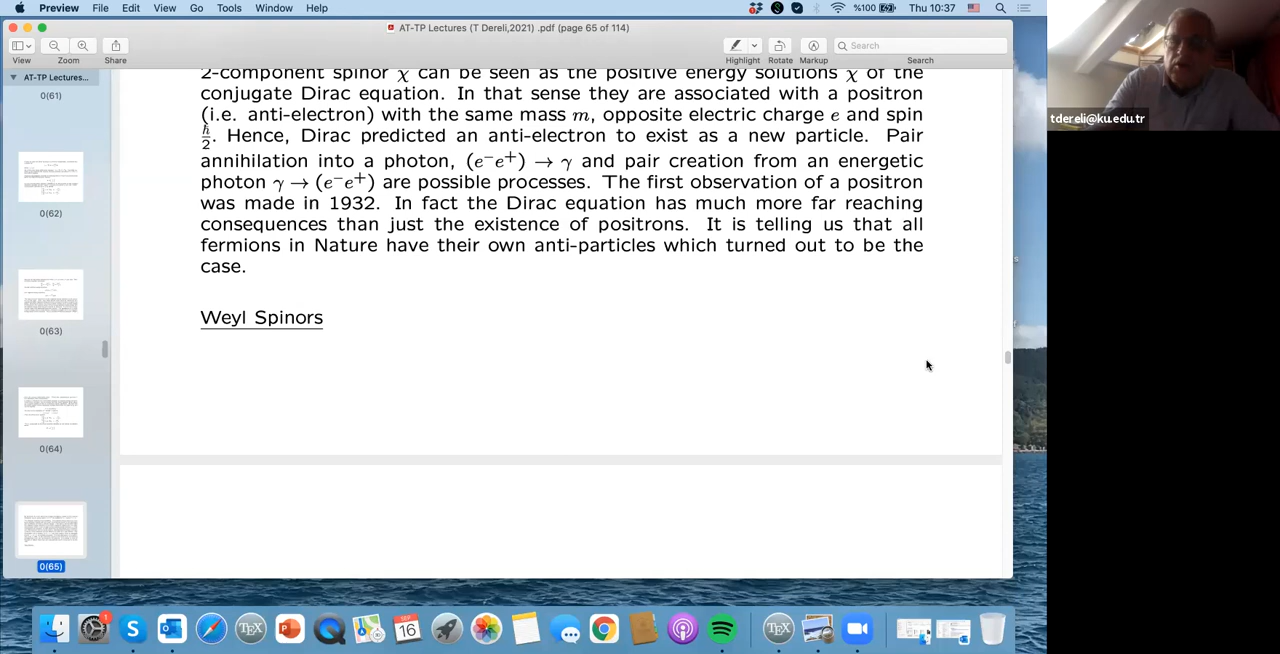 Preview File Edit View Go Tools Window Help
%100 Thu 10:37
AT-TP Lectures (T Dereli,2021) .pdf (page 65 of 114)
View Zoom Share Highlight Rotate Markup Search
Search
AT-TP Lectures...
0(61)
0(62)
0(63)
0(64)
0(65)
2-component spinor χ can be seen as the positive energy solutions χ of the
conjugate Dirac equation. In that sense they are associated with a positron
(i.e. anti-electron) with the same mass m, opposite electric charge e and spin
ħ/2. Hence, Dirac predicted an anti-electron to exist as a new particle. Pair
annihilation into a photon, (e⁻e⁺) → γ and pair creation from an energetic
photon γ → (e⁻e⁺) are possible processes. The first observation of a positron
was made in 1932. In fact the Dirac equation has much more far reaching
consequences than just the existence of positrons. It is telling us that all
fermions in Nature have their own anti-particles which turned out to be the
case.
Weyl Spinors
tdereli@ku.edu.tr
1
TEX
SEP
16
TEX